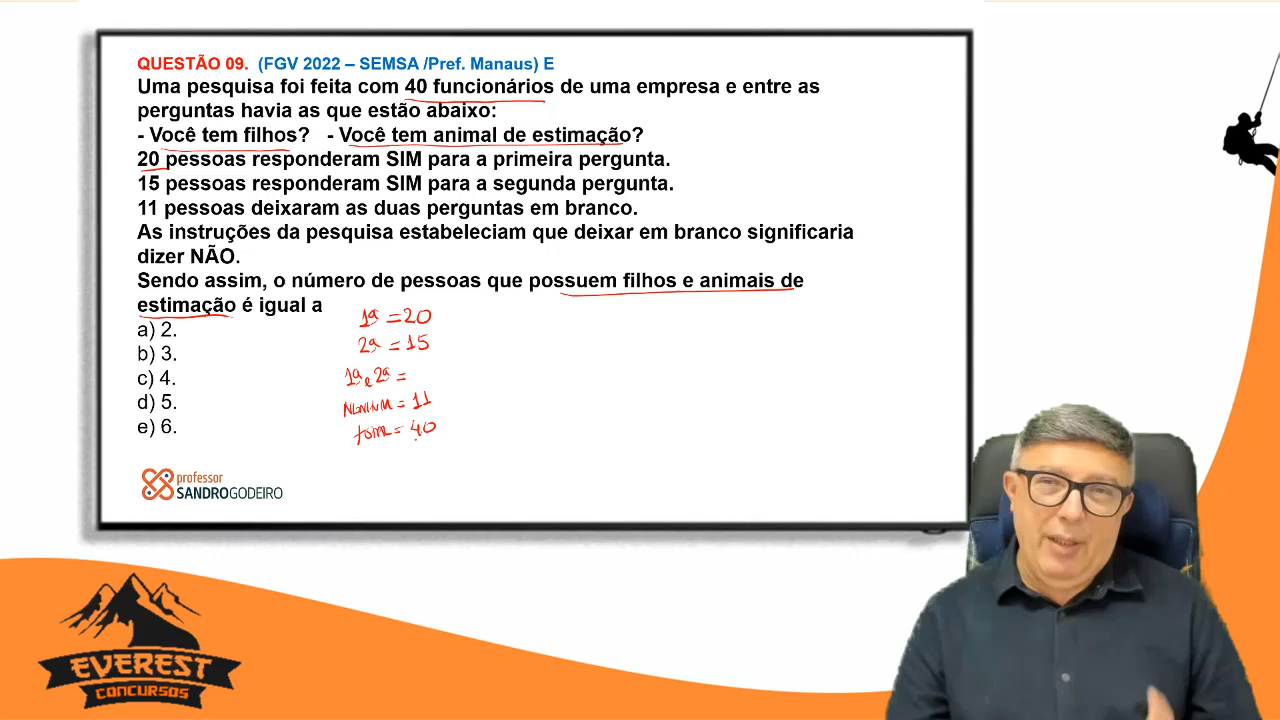 QUESTÃO 09. (FGV 2022 – SEMSA /Pref. Manaus) E
Uma pesquisa foi feita com 40 funcionários de uma empresa e entre as
perguntas havia as que estão abaixo:
- Você tem filhos? - Você tem animal de estimação?
20 pessoas responderam SIM para a primeira pergunta.
15 pessoas responderam SIM para a segunda pergunta.
11 pessoas deixaram as duas perguntas em branco.
As instruções da pesquisa estabeleciam que deixar em branco significaria
dizer NÃO.
Sendo assim, o número de pessoas que possuem filhos e animais de
estimação é igual a
a) 2.
b) 3.
c) 4.
d) 5.
e) 6.
1ª = 20
2ª = 15
1ª e 2ª =
= 11
= 40
professor
SANDROGODEIRO
EVEREST
CONCURSOS